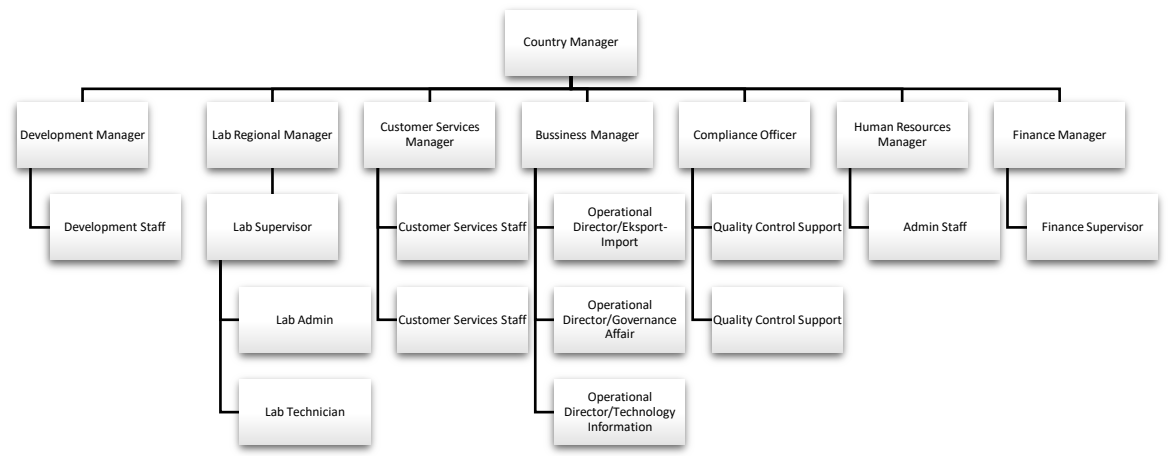 Country Manager
Development Manager
Lab Regional Manager
Customer Services
Manager
Bussiness Manager
Compliance Officer
Human Resources
Manager
Finance Manager
Development Staff
Lab Supervisor
Customer Services Staff
Operational
Director/Eksport-
Import
Quality Control Support
Admin Staff
Finance Supervisor
Lab Admin
Customer Services Staff
Operational
Director/Governance
Affair
Quality Control Support
Lab Technician
Operational
Director/Technology
Information